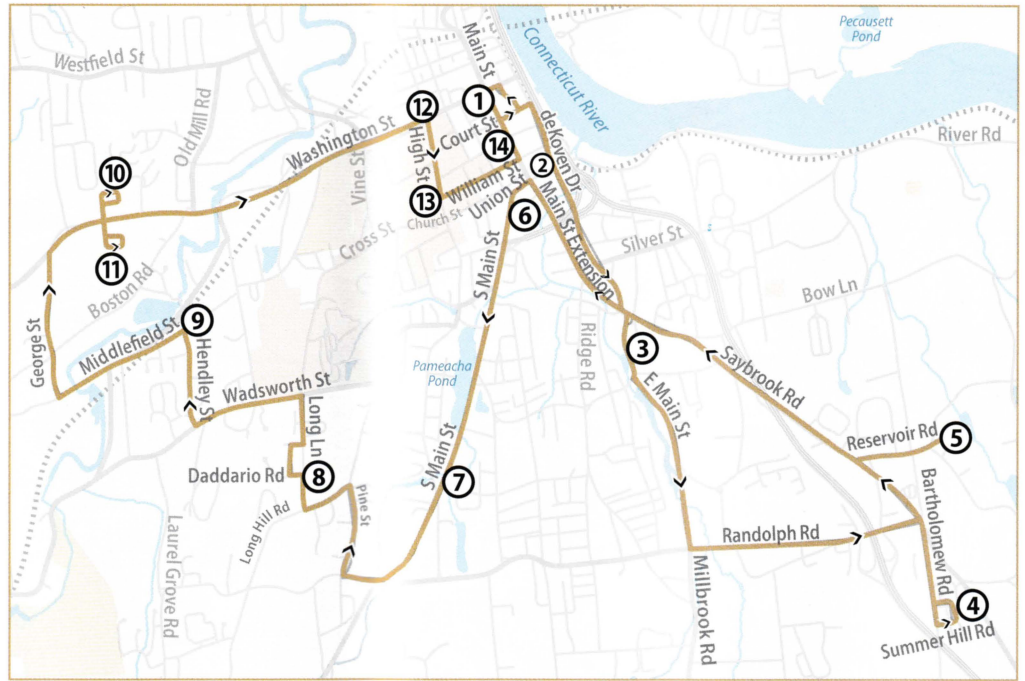 Pecausett
Pond
Westfield St
Main St
Connecticut River
Old Mill Rd
Washington St
12
1
Court St
High St
14
deKoven Dr
River Rd
Vine St
10
William St
2
13
Union St
Church St
6
Main St Extension
Cross St
Silver St
11
Boston Rd
S Main St
Bow Ln
George St
Middlefield St
9
Hendley St
Ridge Rd
3
Saybrook Rd
Pameacha
Pond
Wadsworth St
Long Ln
E Main St
Reservoir Rd
5
S Main St
Daddario Rd
8
7
Pine St
Bartholomew Rd
Long Hill Rd
Laurel Grove Rd
Randolph Rd
Millbrook Rd
4
Summer Hill Rd